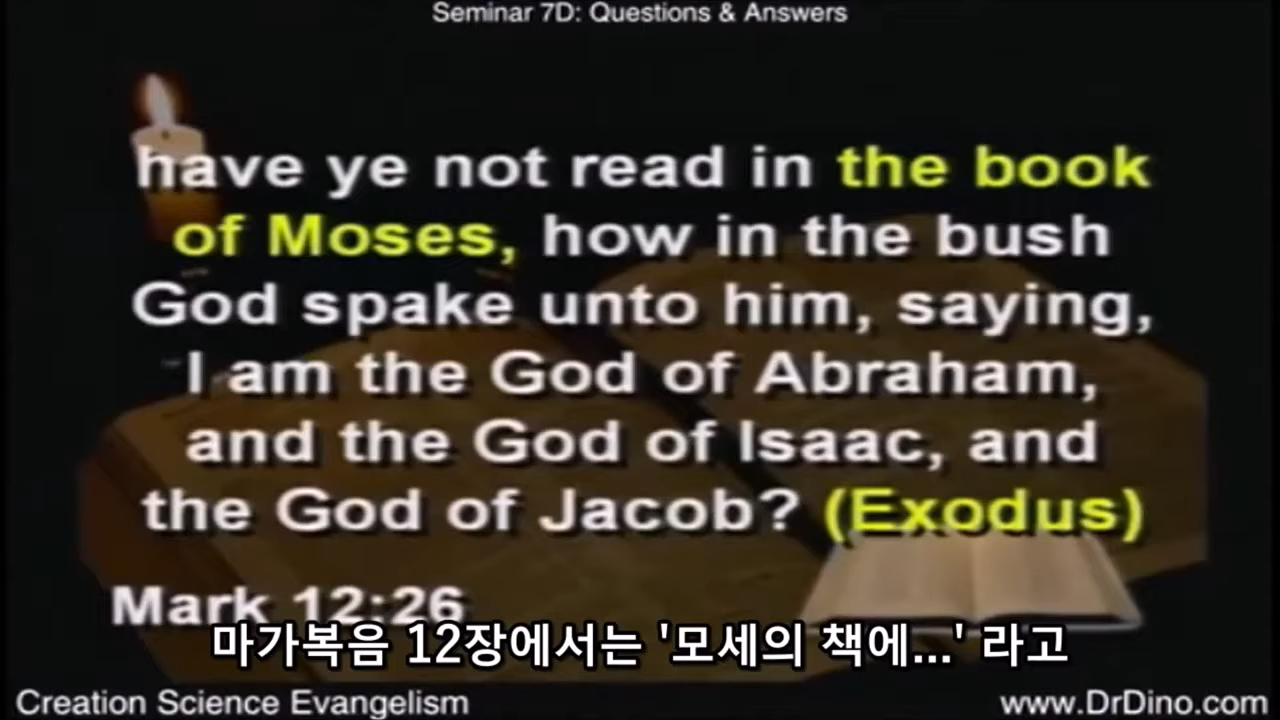 Seminar 7D: Questions & Answers
have ye not read in the book
of Moses, how in the bush
God spake unto him, saying,
I am the God of Abraham,
and the God of Isaac, and
the God of Jacob? (Exodus)
Mark 12:26
마가복음 12장에서는 '모세의 책에...' 라고
Creation Science Evangelism
www.DrDino.com